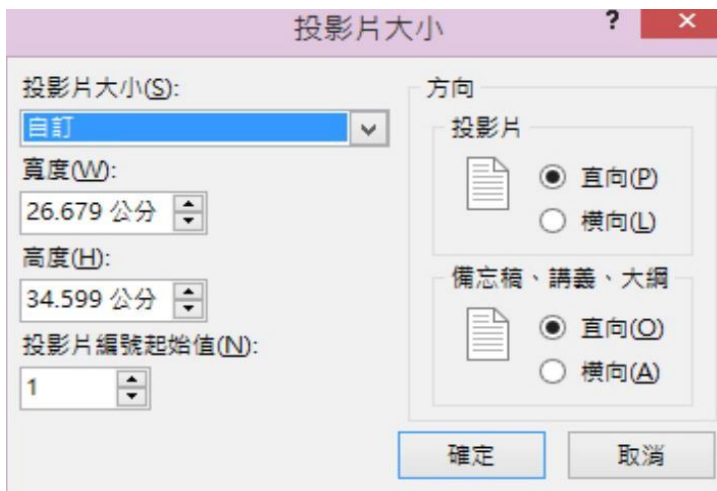 投影片大小
?
投影片大小(S):
自訂
寬度(W):
26.679 公分
高度(H):
34.599 公分
投影片編號起始值(N):
1
方向
投影片
直向(P)
橫向(L)
備忘稿、講義、大綱
直向(O)
橫向(A)
確定
取消